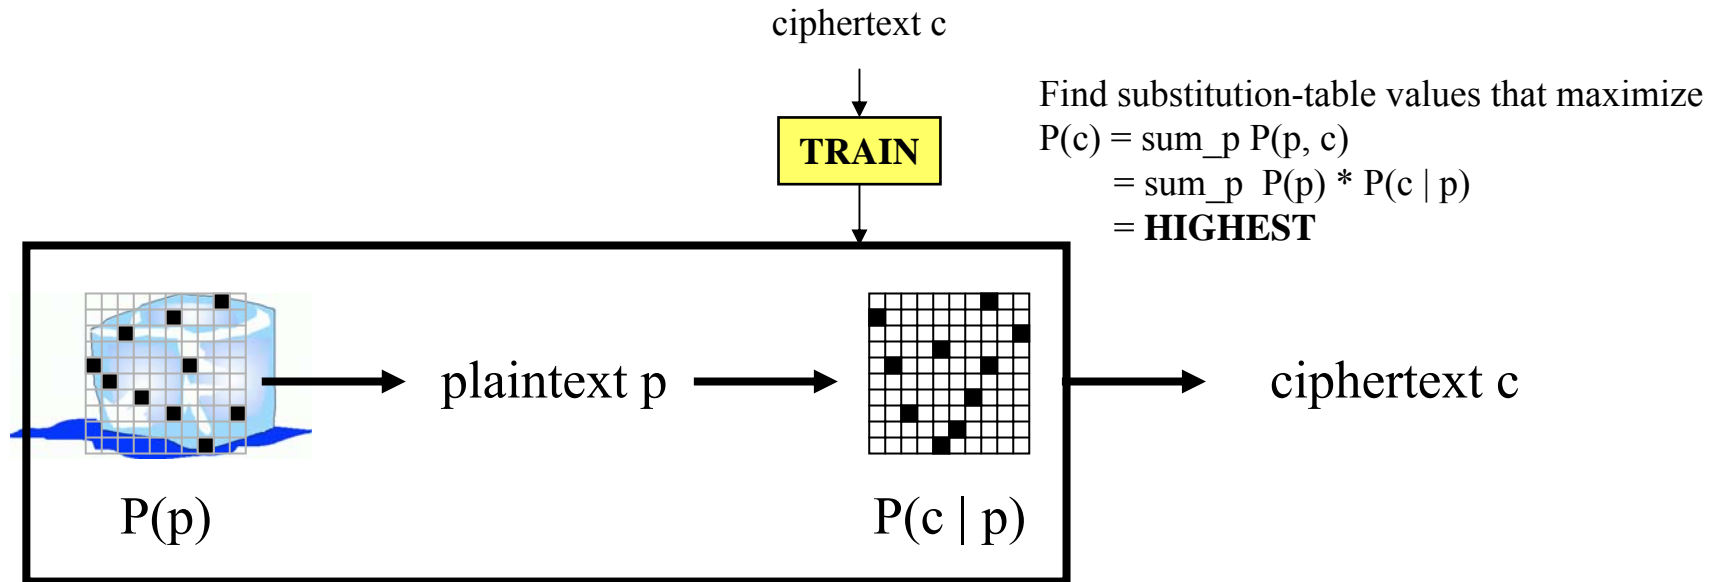 ciphertext c
TRAIN
Find substitution-table values that maximize
P(c) = sum_p P(p, c)
= sum_p P(p) * P(c | p)
= HIGHEST
plaintext p
ciphertext c
P(p)
P(c | p)